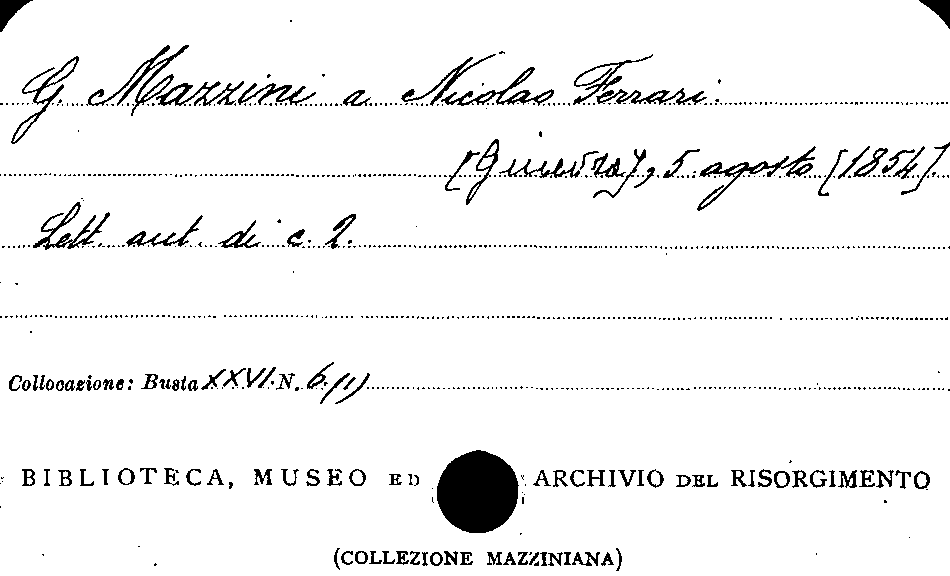 G. Mazzini a Nicolao Ferrari.
[Ginevra], 5 agosto [1854].
Lett. aut. di c. 2.
Collocazione: Busta XXVI. N. 6.(1)
BIBLIOTECA, MUSEO ED ARCHIVIO DEL RISORGIMENTO
(COLLEZIONE MAZZINIANA)